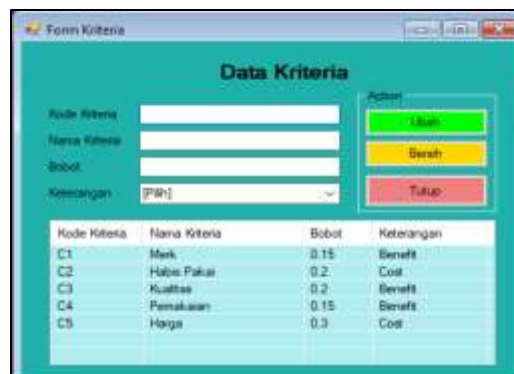 Form Kriteria
Data Kriteria
Kode Kriteria
Nama Kriteria
Bobot
Keterangan [Pilih]
Action
Ubah
Bersih
Tutup
Kode Kriteria Nama Kriteria Bobot Keterangan
C1 Merk 0.15 Benefit
C2 Habis Pakai 0.2 Cost
C3 Kualitas 0.2 Benefit
C4 Pemakaian 0.15 Benefit
C5 Harga 0.3 Cost